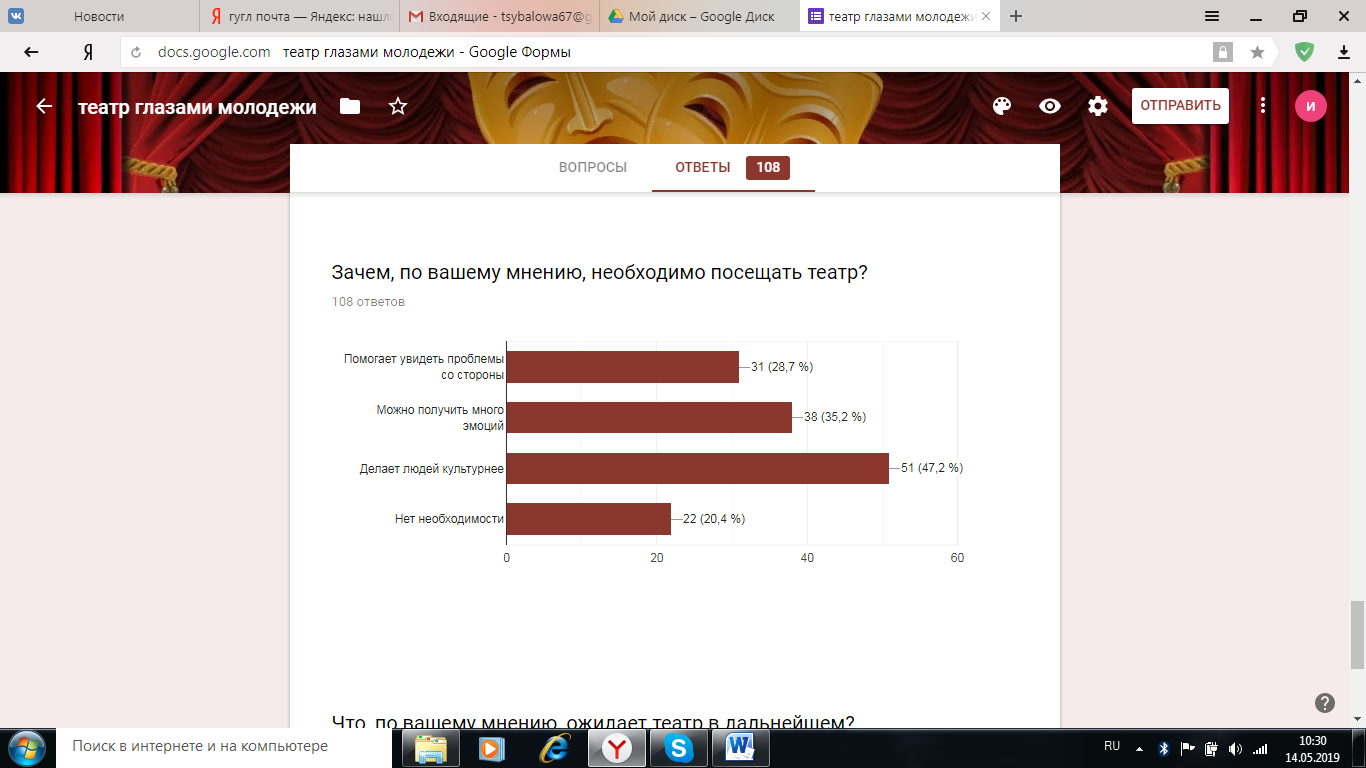 Новости
гугл почта — Яндекс: нашл
Входящие - tsybalowa67@g
Мой диск – Google Диск
театр глазами молодежи
docs.google.com театр глазами молодежи - Google Формы
театр глазами молодежи
ОТПРАВИТЬ
И
ВОПРОСЫ
ОТВЕТЫ 108
Зачем, по вашему мнению, необходимо посещать театр?
108 ответов
Помогает увидеть проблемы
со стороны
31 (28,7 %)
Можно получить много
эмоций
38 (35,2 %)
Делает людей культурнее
51 (47,2 %)
Нет необходимости
22 (20,4 %)
0 20 40 60
Что, по вашему мнению, ожидает театр в дальнейшем?
Поиск в интернете и на компьютере
RU
10:30
14.05.2019